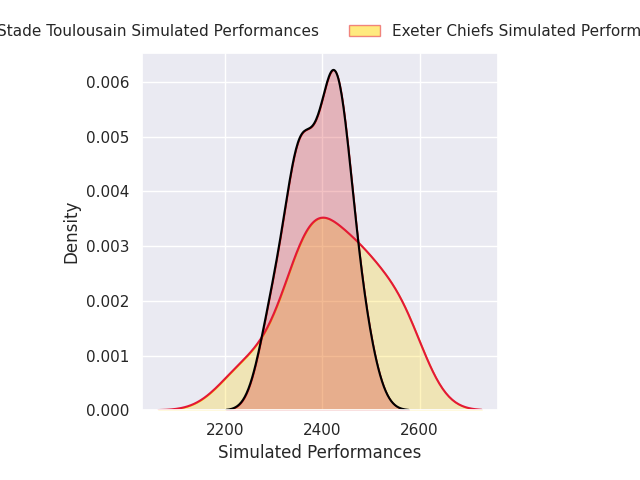 Stade Toulousain Simulated Performances Exeter Chiefs Simulated Perform
0.006
0.005
0.004
0.003
0.002
0.001
0.000
Density
2200 2400 2600
Simulated Performances